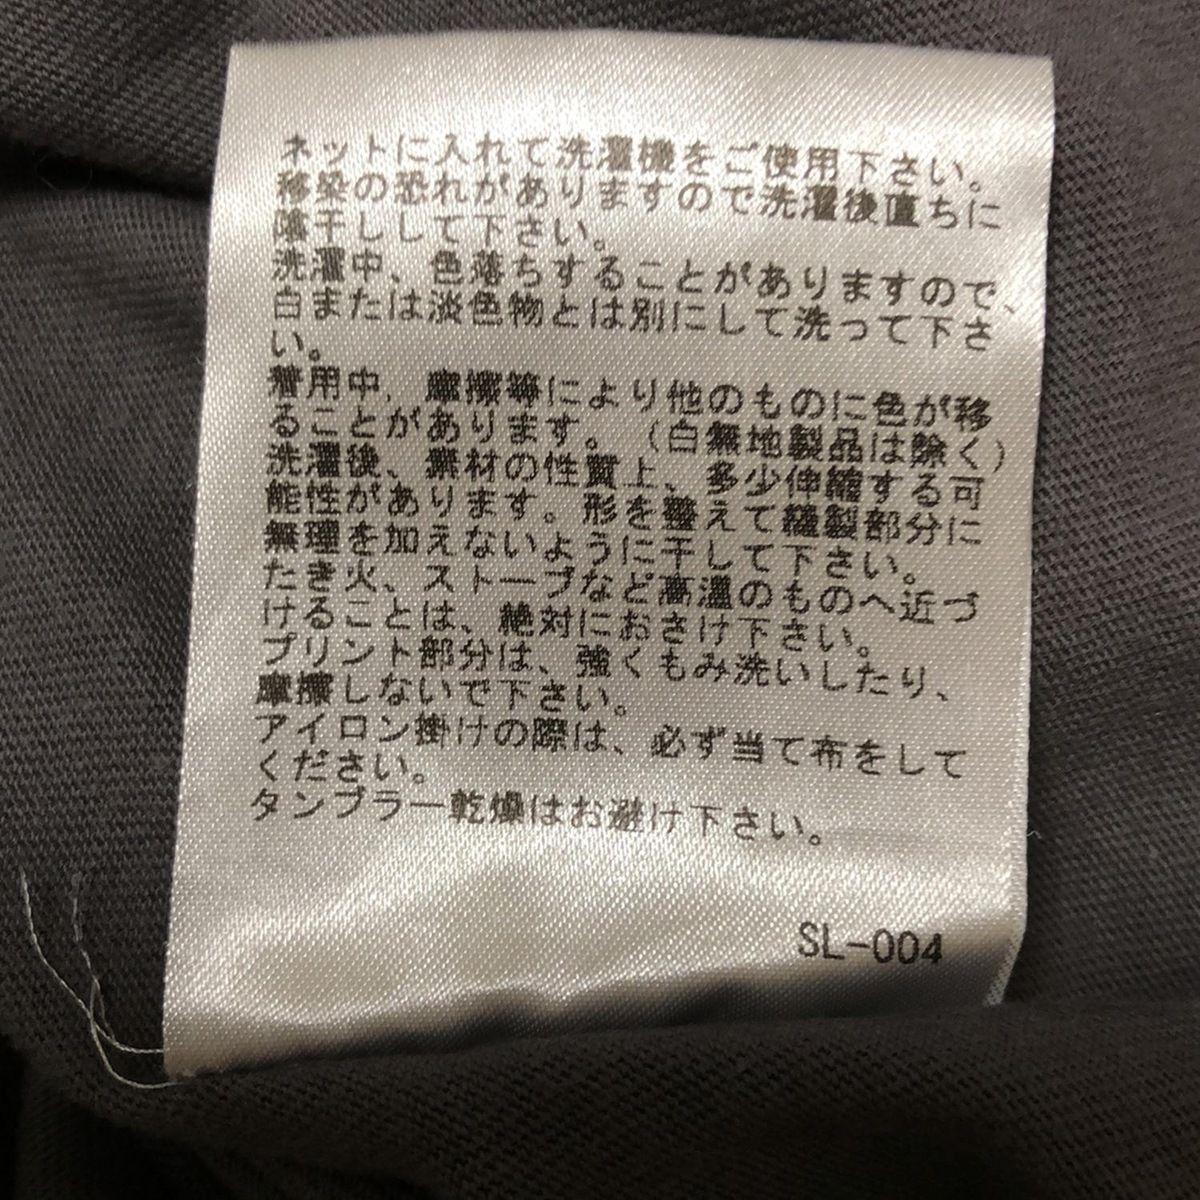 ネットに入れて洗濯機をご使用下さい。
移染の恐れがありますので洗濯後直ちに
陰干しして下さい。
洗濯中、色落ちすることがありますので、
白または淡色物とは別にして洗って下さ
い。
着用中、摩擦等により他のものに色が移
ることがあります。（白無地製品は除く）
洗濯後、素材の性質上、多少伸縮する可
能性があります。形を整えて縫製部分に
無理を加えないように干して下さい。
たき火、ストーブなど高温のものへ近づ
けることは、絶対におさけ下さい。
プリント部分は、強くもみ洗いしたり、
摩擦しないで下さい。
アイロン掛けの際は、必ず当て布をして
ください。
タンブラー乾燥はお避け下さい。
SL-004